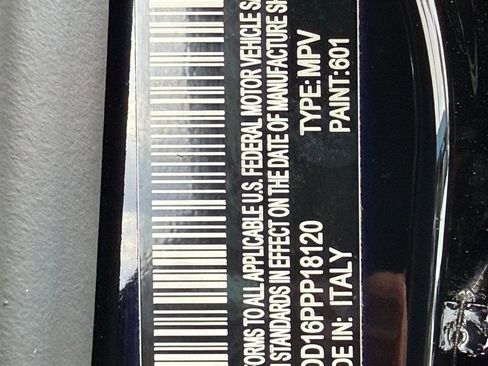 FORMS TO ALL APPLICABLE U.S. FEDERAL MOTOR VEHICLE S
N STANDARDS IN EFFECT ON THE DATE OF MANUFACTURE SH
DD16PPP18120 TYPE: MPV
DE IN: ITALY PAINT:601